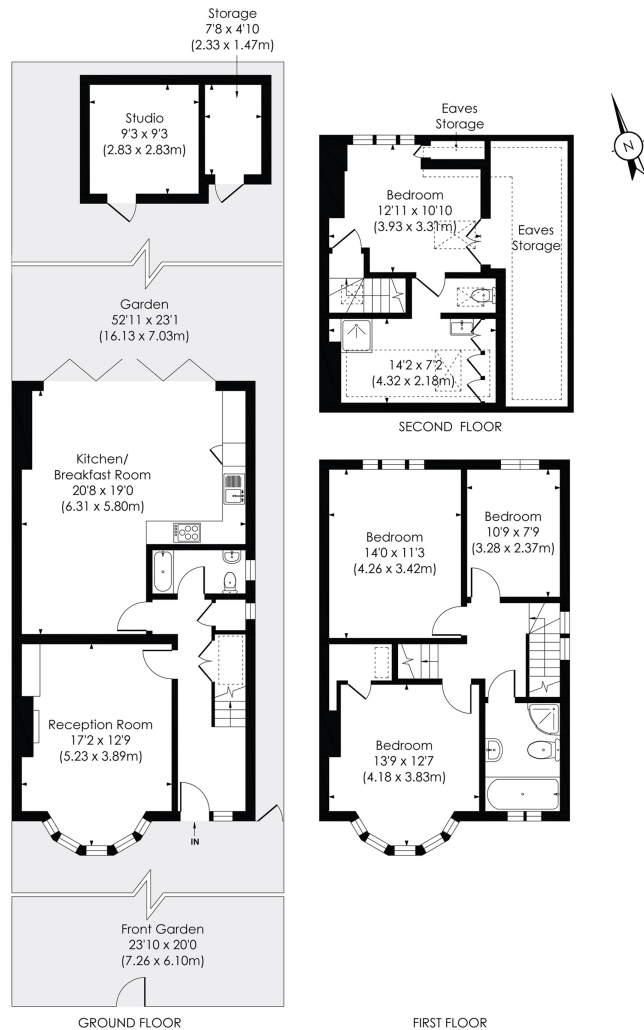 Storage
7'8 x 4'10
(2.33 x 1.47m)
Studio
9'3 x 9'3
(2.83 x 2.83m)
Garden
52'11 x 23'1
(16.13 x 7.03m)
Kitchen/
Breakfast Room
20'8 x 19'0
(6.31 x 5.80m)
Reception Room
17'2 x 12'9
(5.23 x 3.89m)
IN
Front Garden
23'10 x 20'0
(7.26 x 6.10m)
GROUND FLOOR
N
Eaves
Storage
Bedroom
12'11 x 10'10
(3.93 x 3.31m)
Eaves
Storage
14'2 x 7'2
(4.32 x 2.18m)
SECOND FLOOR
Bedroom
14'0 x 11'3
(4.26 x 3.42m)
Bedroom
10'9 x 7'9
(3.28 x 2.37m)
Bedroom
13'9 x 12'7
(4.18 x 3.83m)
FIRST FLOOR